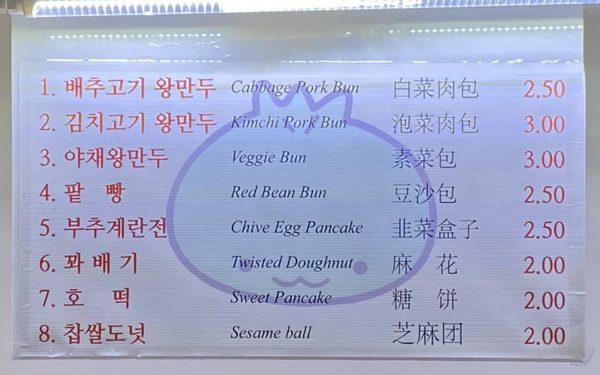 1. 배추고기 왕만두 Cabbage Pork Bun 白菜肉包 2.50
2. 김치고기 왕만두 Kimchi Pork Bun 泡菜肉包 3.00
3. 야채왕만두 Veggie Bun 素菜包 3.00
4. 팥 빵 Red Bean Bun 豆沙包 2.50
5. 부추계란전 Chive Egg Pancake 韭菜盒子 2.50
6. 꽈배기 Twisted Doughnut 麻 花 2.00
7. 호 떡 Sweet Pancake 糖 饼 2.00
8. 찹쌀도넛 Sesame ball 芝麻团 2.00